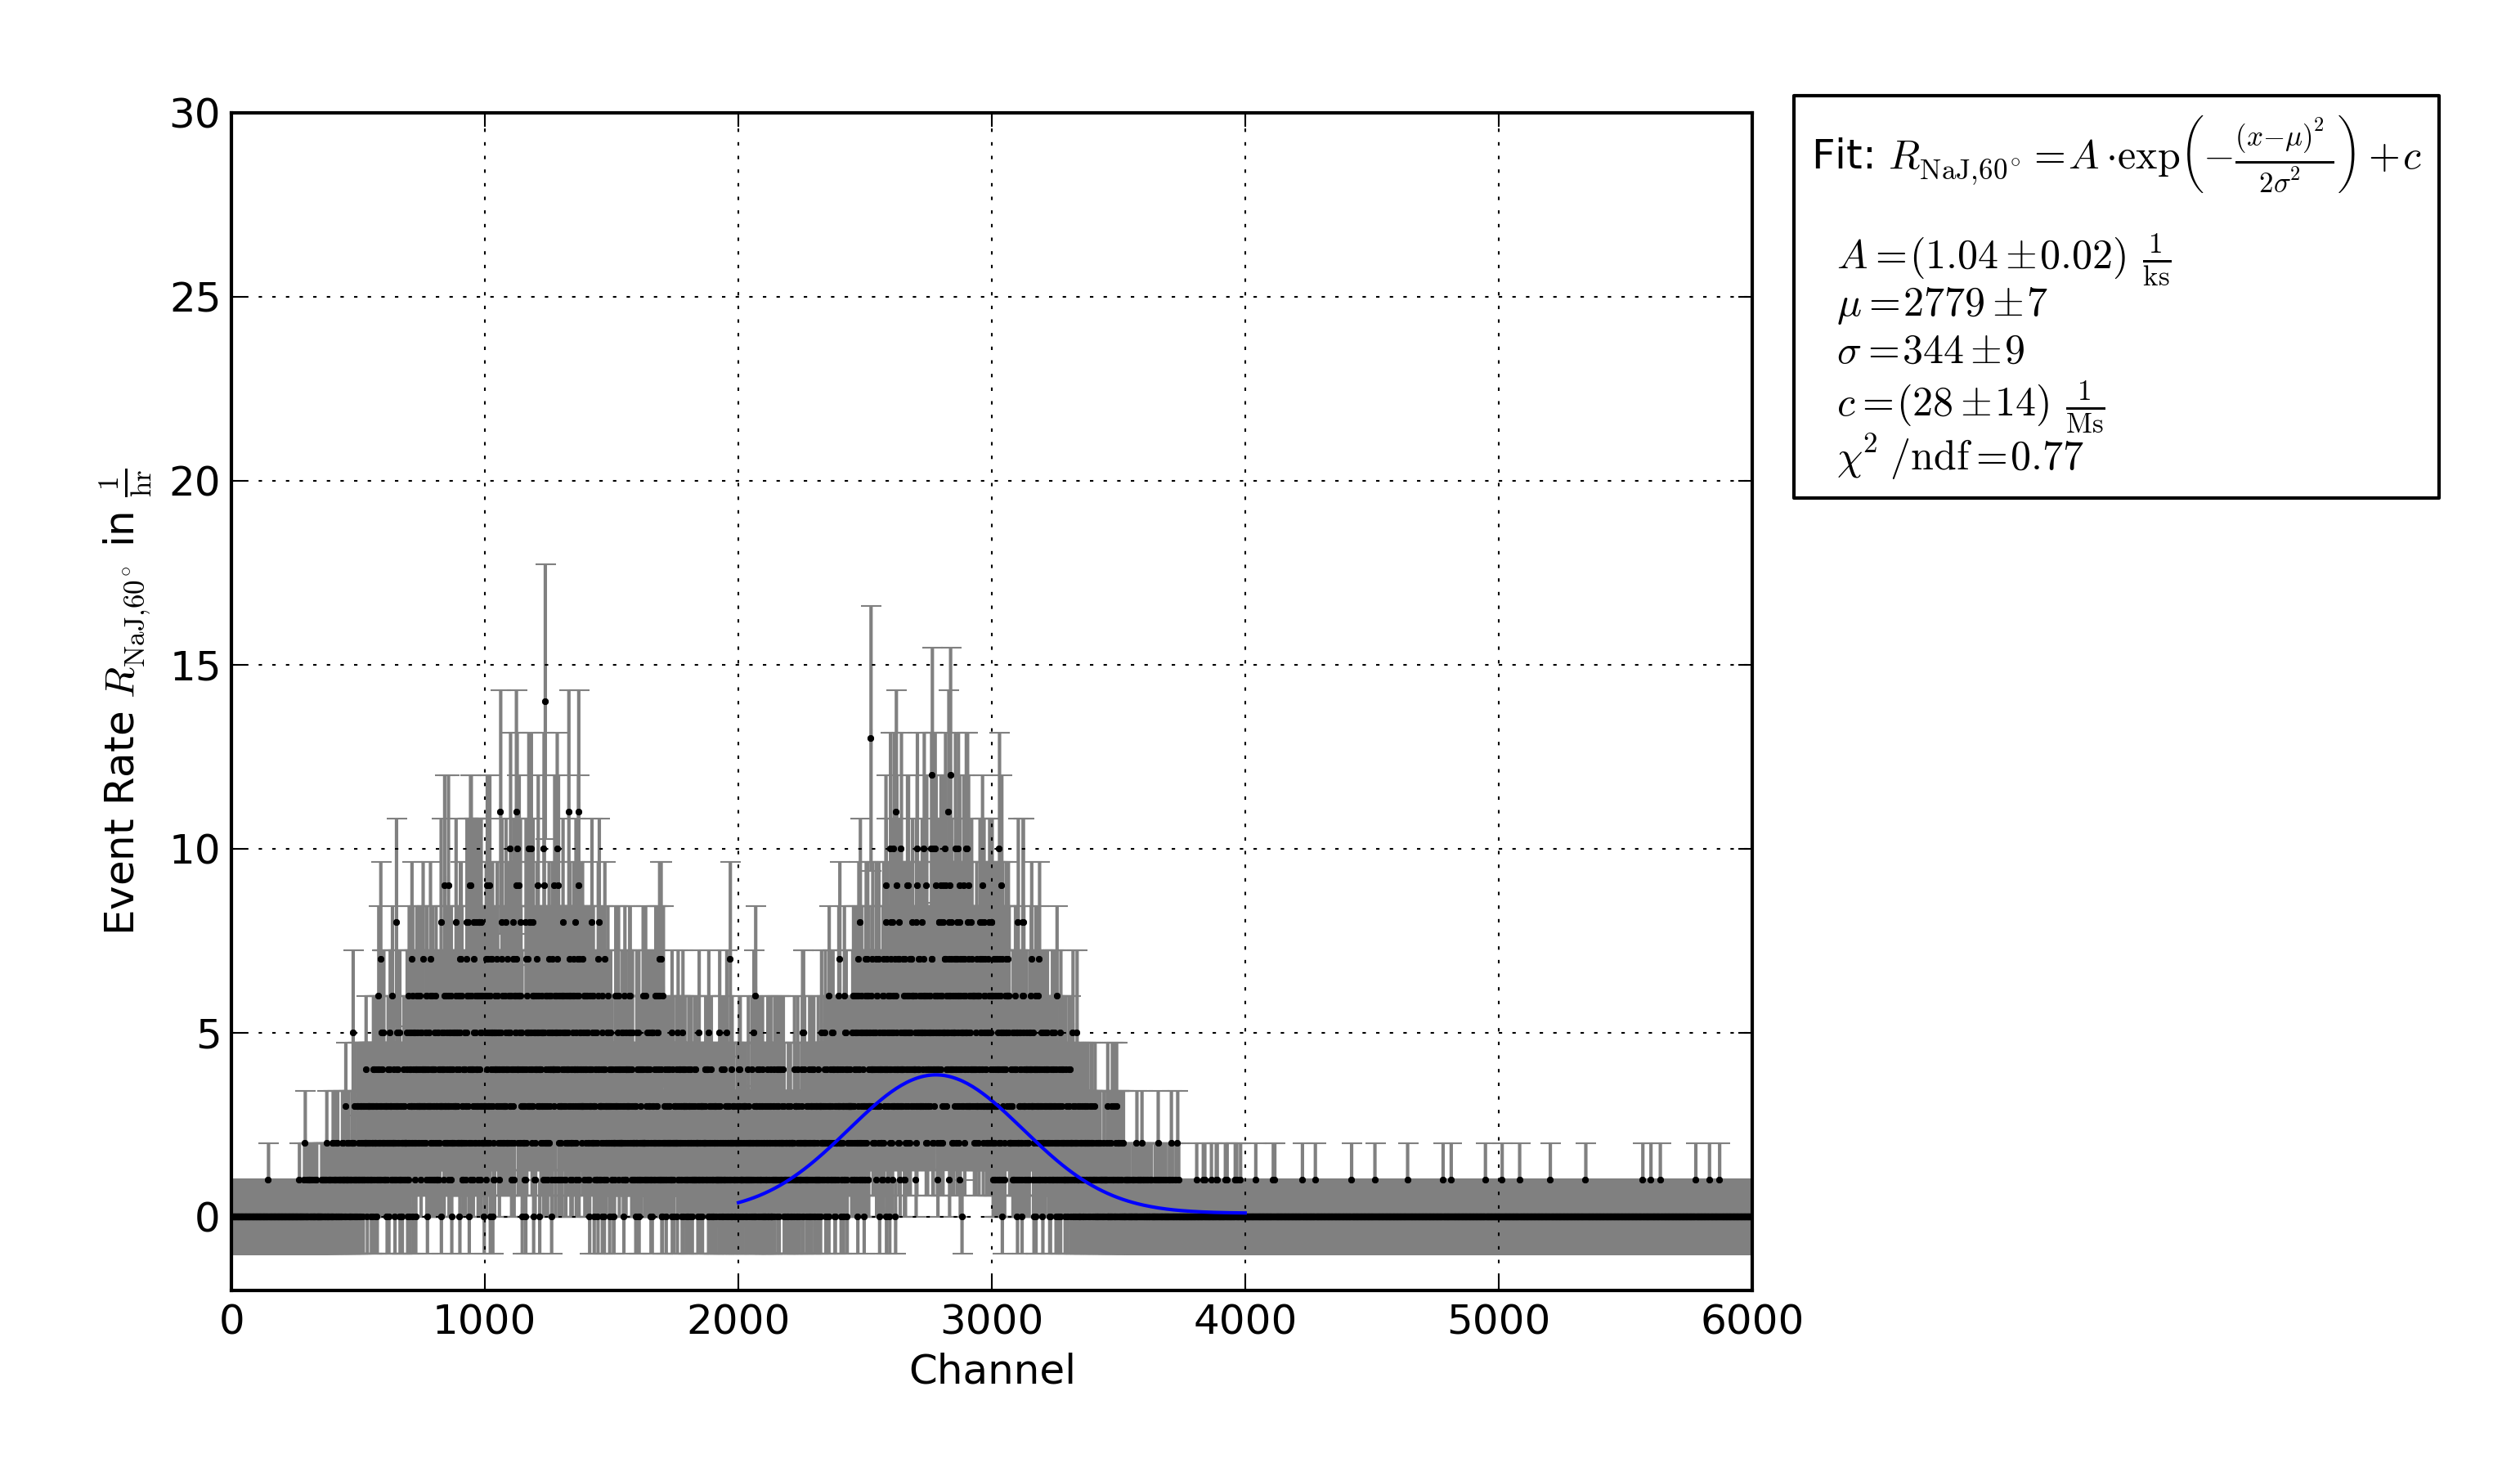 30
25
20
15
10
5
0
Event Rate R_NaJ,60° in 1/hr
0 1000 2000 3000 4000 5000 6000
Channel
Fit: R_NaJ,60° = A · exp(−(x−μ)²/2σ²) + c
A = (1.04 ± 0.02) 1/ks
μ = 2779 ± 7
σ = 344 ± 9
c = (28 ± 14) 1/Ms
χ² /ndf = 0.77